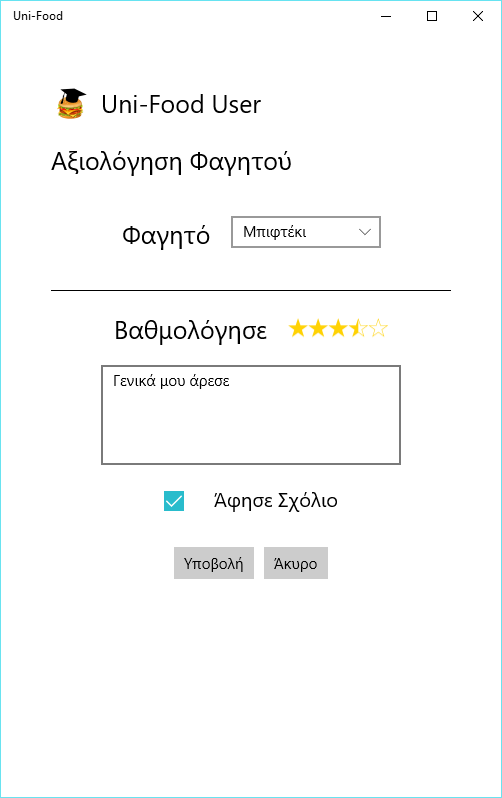 Uni-Food
Uni-Food User
Αξιολόγηση Φαγητού
Φαγητό Μπιφτέκι
Βαθμολόγησε
Γενικά μου άρεσε
Άφησε Σχόλιο
Υποβολή Άκυρο